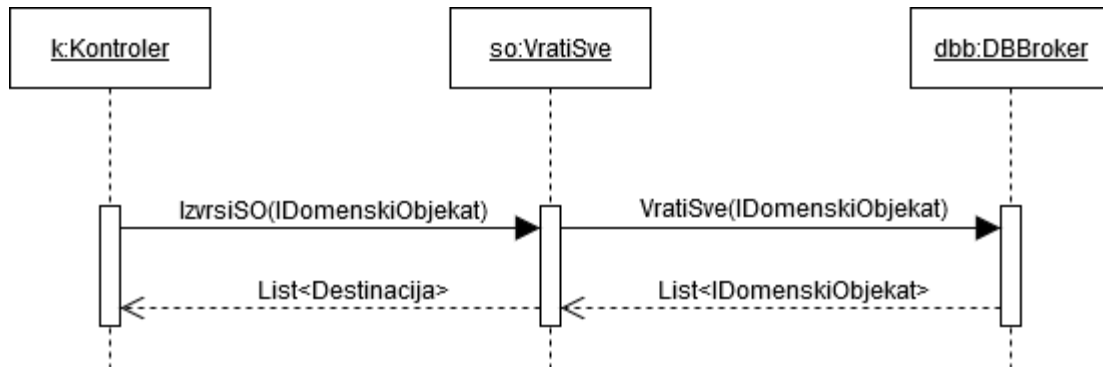 k:Kontroler
so:VratiSve
dbb:DBBroker
IzvrsiSO(IDomenskiObjekat)
VratiSve(IDomenskiObjekat)
List<Destinacija>
List<IDomenskiObjekat>